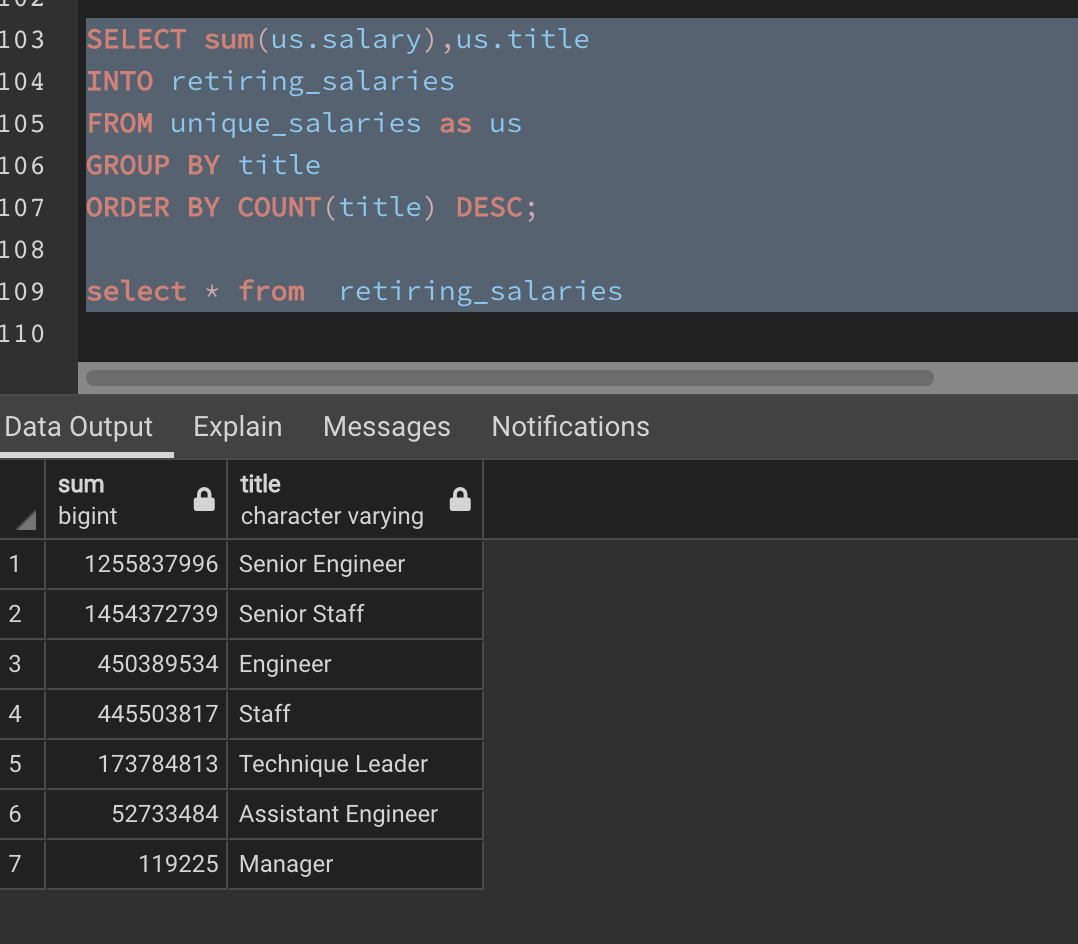 102
103 SELECT sum(us.salary),us.title
104 INTO retiring_salaries
105 FROM unique_salaries as us
106 GROUP BY title
107 ORDER BY COUNT(title) DESC;
108
109 select * from  retiring_salaries
110
Data Output Explain Messages Notifications
sum title
bigint character varying
1 1255837996 Senior Engineer
2 1454372739 Senior Staff
3 450389534 Engineer
4 445503817 Staff
5 173784813 Technique Leader
6 52733484 Assistant Engineer
7 119225 Manager